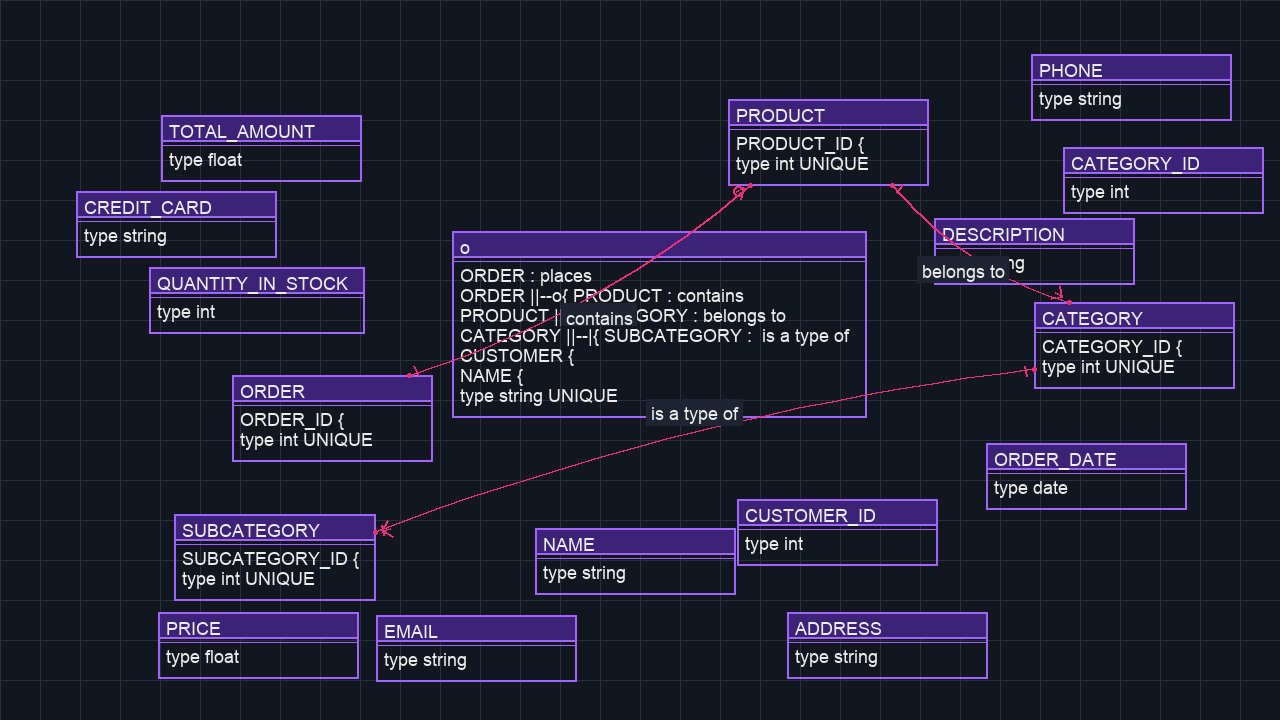 PHONE
type string
PRODUCT
PRODUCT_ID {
type int UNIQUE
TOTAL_AMOUNT
type float
CATEGORY_ID
type int
CREDIT_CARD
type string
DESCRIPTION
ng
belongs to
o
ORDER : places
ORDER ||--o{ PRODUCT : contains
PRODUCT | GORY : belongs to
CATEGORY ||--|{ SUBCATEGORY :  is a type of
CUSTOMER {
NAME {
type string UNIQUE
contains
QUANTITY_IN_STOCK
type int
CATEGORY
CATEGORY_ID {
type int UNIQUE
ORDER
ORDER_ID {
type int UNIQUE
is a type of
ORDER_DATE
type date
CUSTOMER_ID
type int
SUBCATEGORY
SUBCATEGORY_ID {
type int UNIQUE
NAME
type string
PRICE
type float
EMAIL
type string
ADDRESS
type string